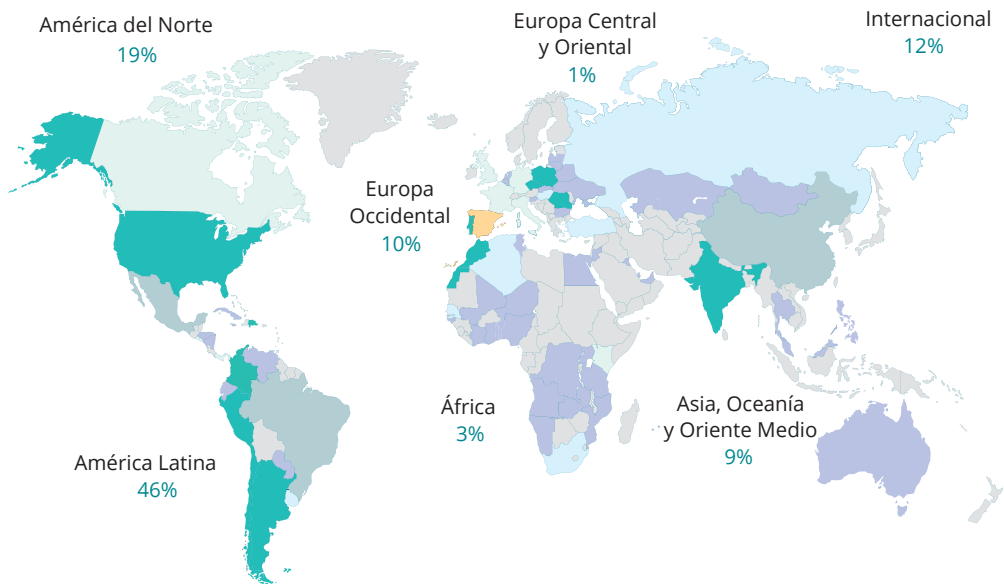 América del Norte
19%
Europa Central
y Oriental
1%
Internacional
12%
Europa
Occidental
10%
América Latina
46%
África
3%
Asia, Oceanía
y Oriente Medio
9%